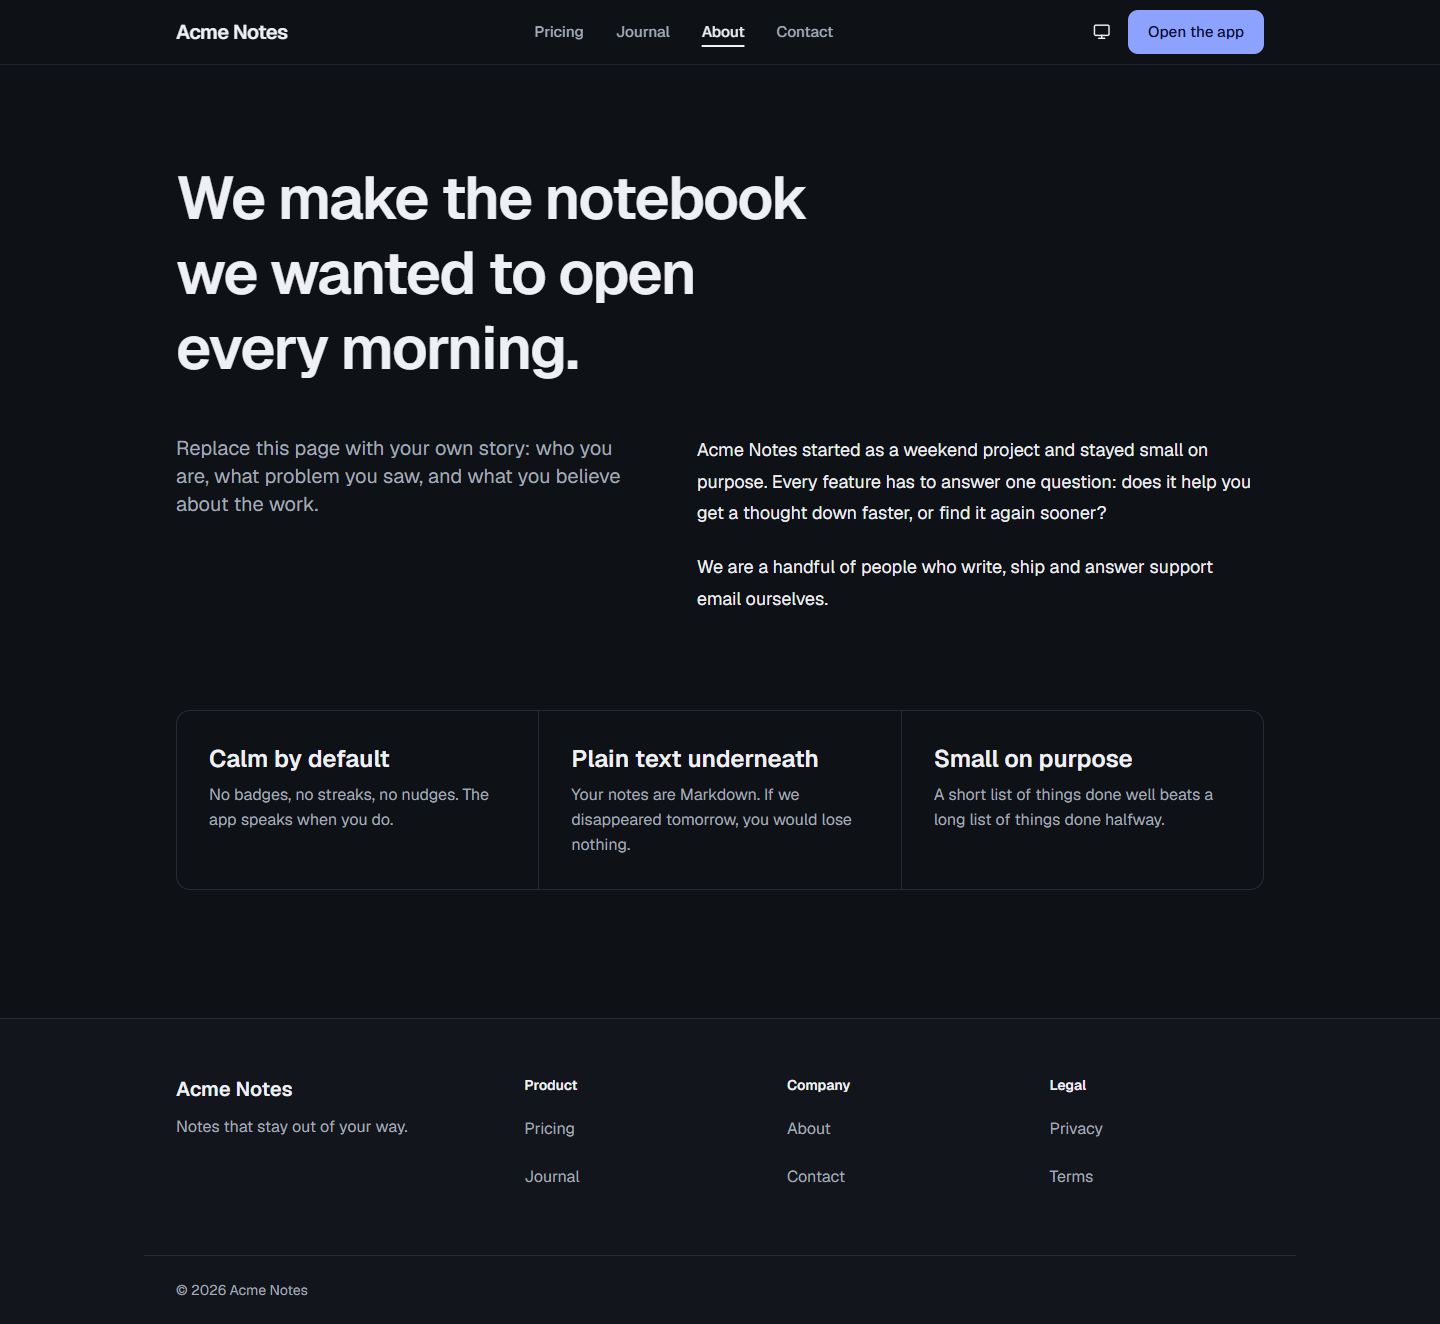 Acme Notes
Pricing
Journal
About
Contact
Open the app
We make the notebook
we wanted to open
every morning.
Replace this page with your own story: who you
are, what problem you saw, and what you believe
about the work.
Acme Notes started as a weekend project and stayed small on
purpose. Every feature has to answer one question: does it help you
get a thought down faster, or find it again sooner?
We are a handful of people who write, ship and answer support
email ourselves.
Calm by default
No badges, no streaks, no nudges. The
app speaks when you do.
Plain text underneath
Your notes are Markdown. If we
disappeared tomorrow, you would lose
nothing.
Small on purpose
A short list of things done well beats a
long list of things done halfway.
Acme Notes
Notes that stay out of your way.
Product
Pricing
Journal
Company
About
Contact
Legal
Privacy
Terms
© 2026 Acme Notes